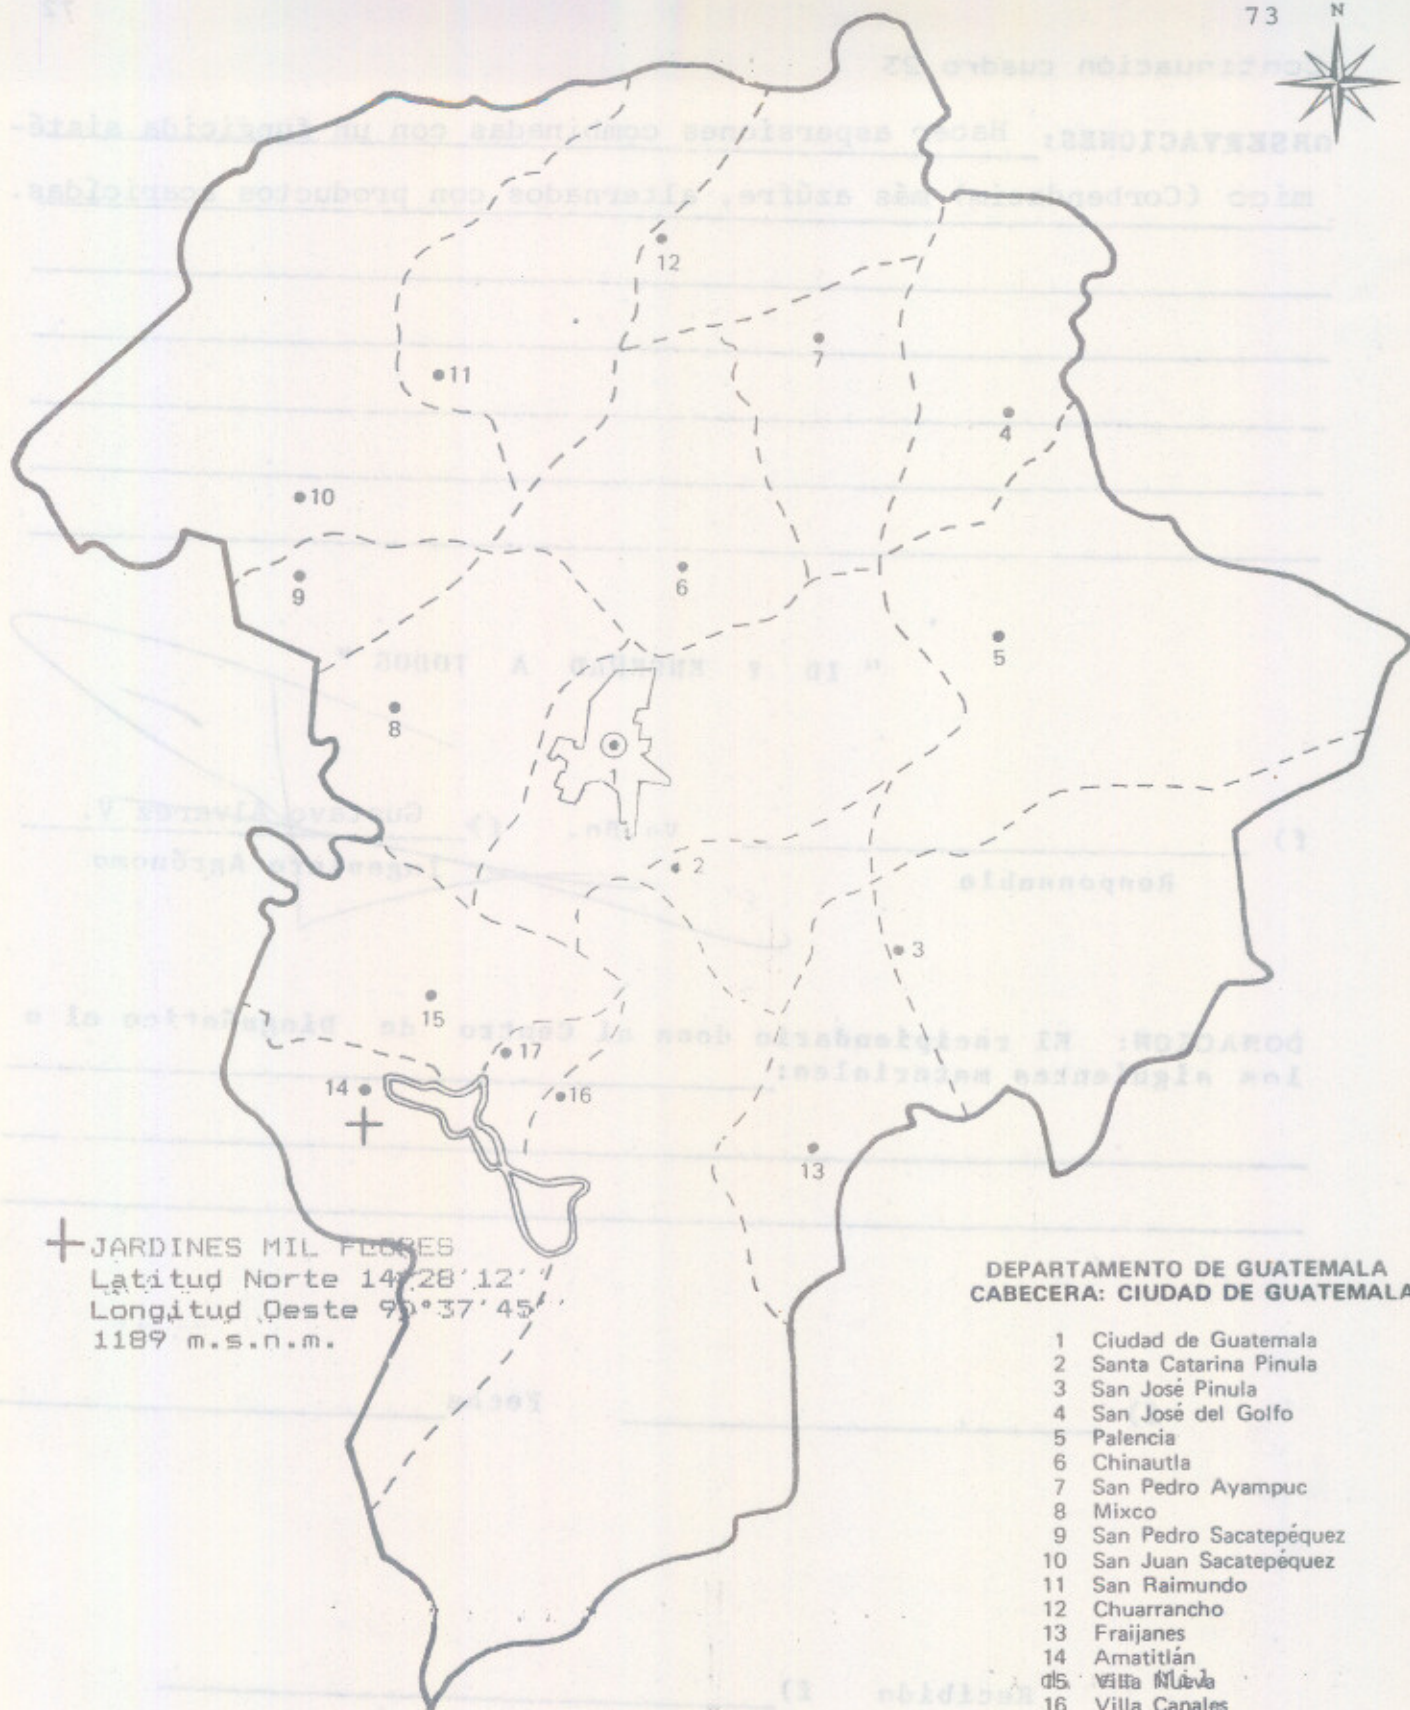 73
N
12
7
11
4
10
6
9
5
8
1
2
3
15
17
14
16
13
JARDINES MIL FLORES
Latitud Norte 14°28'12''
Longitud Oeste 90°37'45''
1189 m.s.n.m.
DEPARTAMENTO DE GUATEMALA
CABECERA: CIUDAD DE GUATEMALA
1 Ciudad de Guatemala
2 Santa Catarina Pinula
3 San José Pinula
4 San José del Golfo
5 Palencia
6 Chinautla
7 San Pedro Ayampuc
8 Mixco
9 San Pedro Sacatepéquez
10 San Juan Sacatepéquez
11 San Raimundo
12 Chuarrancho
13 Fraijanes
14 Amatitlán
15 Villa Nueva
16 Villa Canales